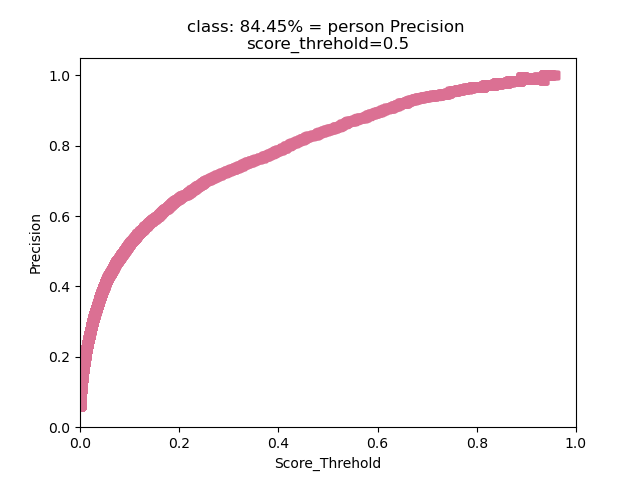 class: 84.45% = person Precision
score_threhold=0.5
1.0
0.8
0.6
0.4
0.2
0.0
Precision
0.0 0.2 0.4 0.6 0.8 1.0
Score_Threhold